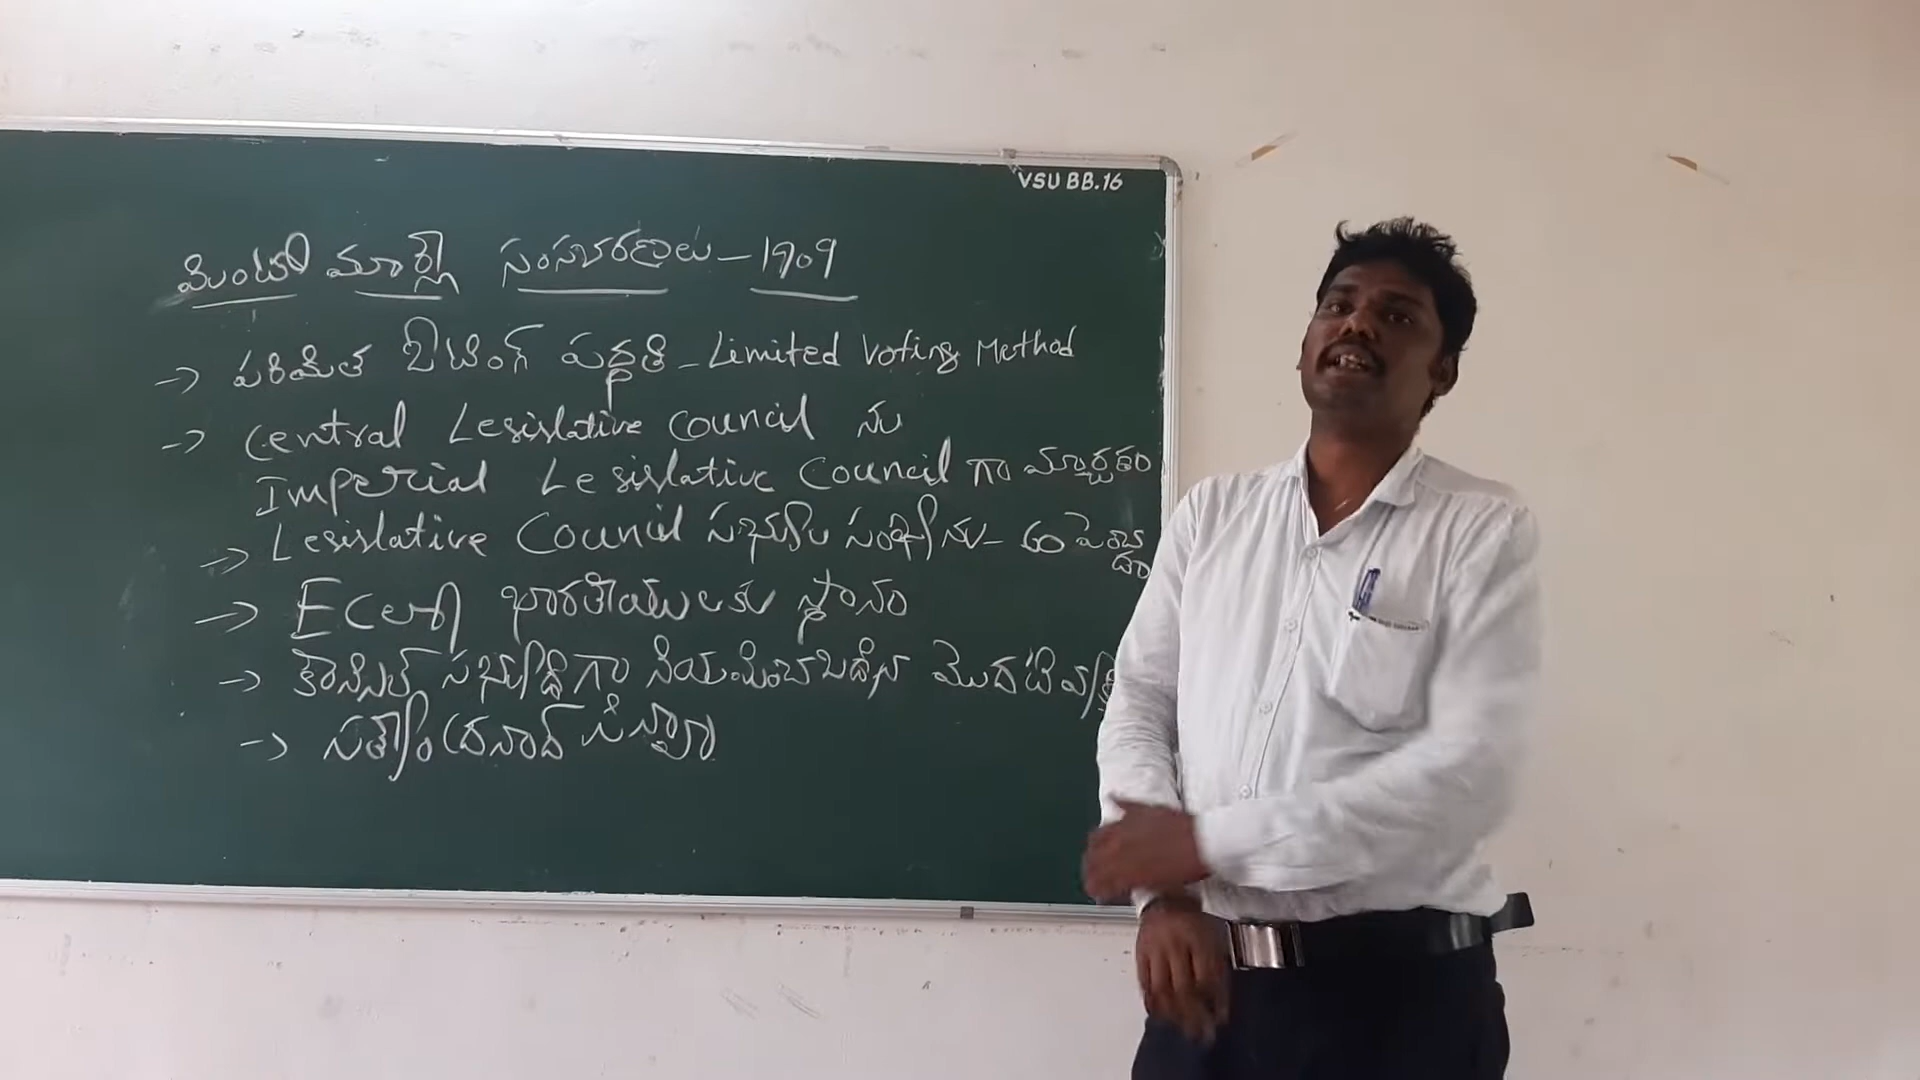 VSU BB.16
మింటో మార్లే సంస్కరణలు - 1909
-> పరిమిత ఓటింగ్ పద్ధతి - Limited Voting Method
-> Central Legislative Council ను
Imperial Legislative Council గా మార్చడం
-> Legislative Council సభ్యుల సంఖ్యను - 60 పెంచా
-> EC లో భారతీయులకు స్థానం
-> కౌన్సిల్ సభ్యుడిగా నియమించబడిన మొదటి
-> సత్యేంద్రనాథ్ సిన్హా